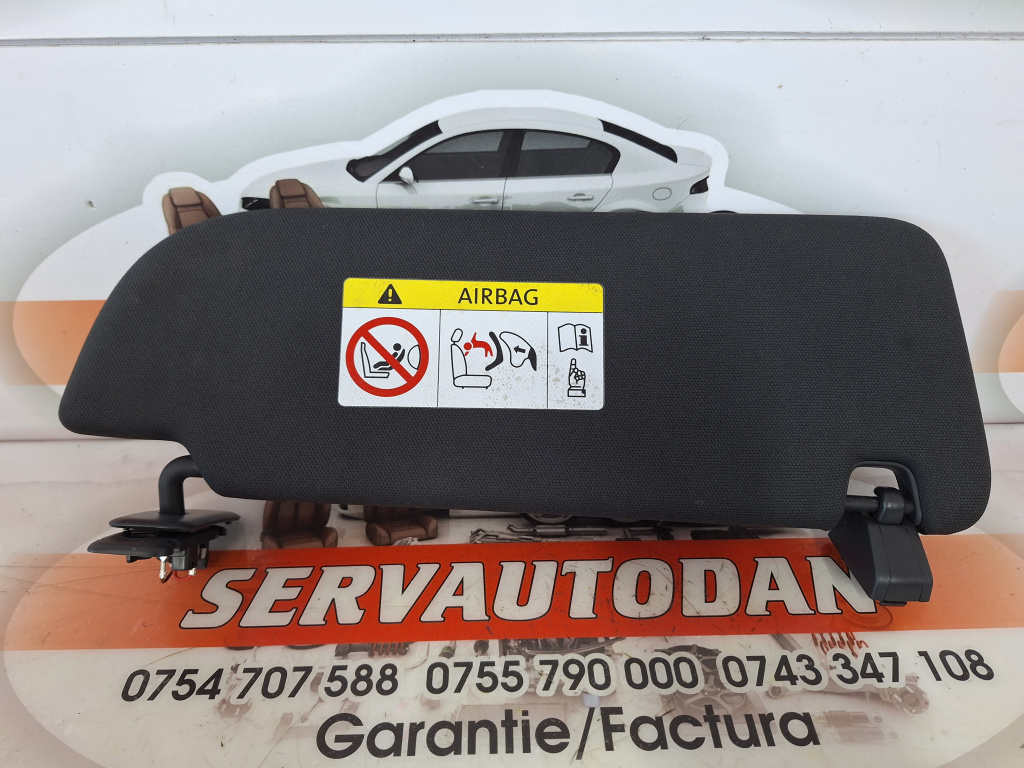 AIRBAG
SERVAUTODAN
0754 707 588 0755 790 000 0743 347 108
Garantie/Factura